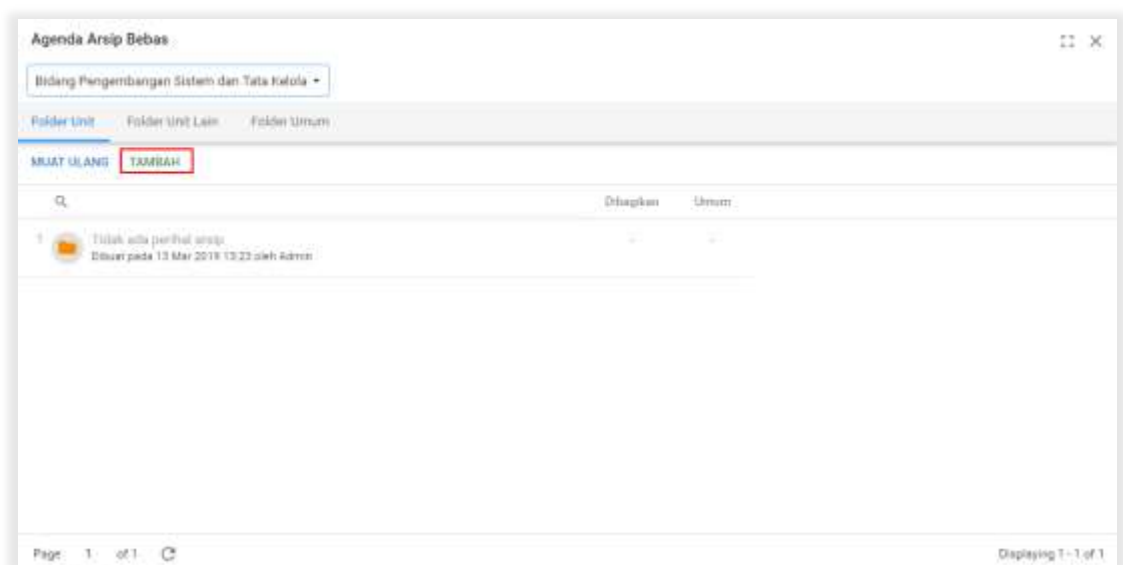 Agenda Arsip Bebas
Bidang Pengembangan Sistem dan Tata Kelola
Folder Unit Folder Unit Lain Folder Umum
MUAT ULANG TAMBAH
Dibagikan Umum
1 Tidak ada perihal arsip
Dibuat pada 13 Mar 2019 13:23 oleh Admin
- -
Page 1 of 1 Displaying 1 - 1 of 1